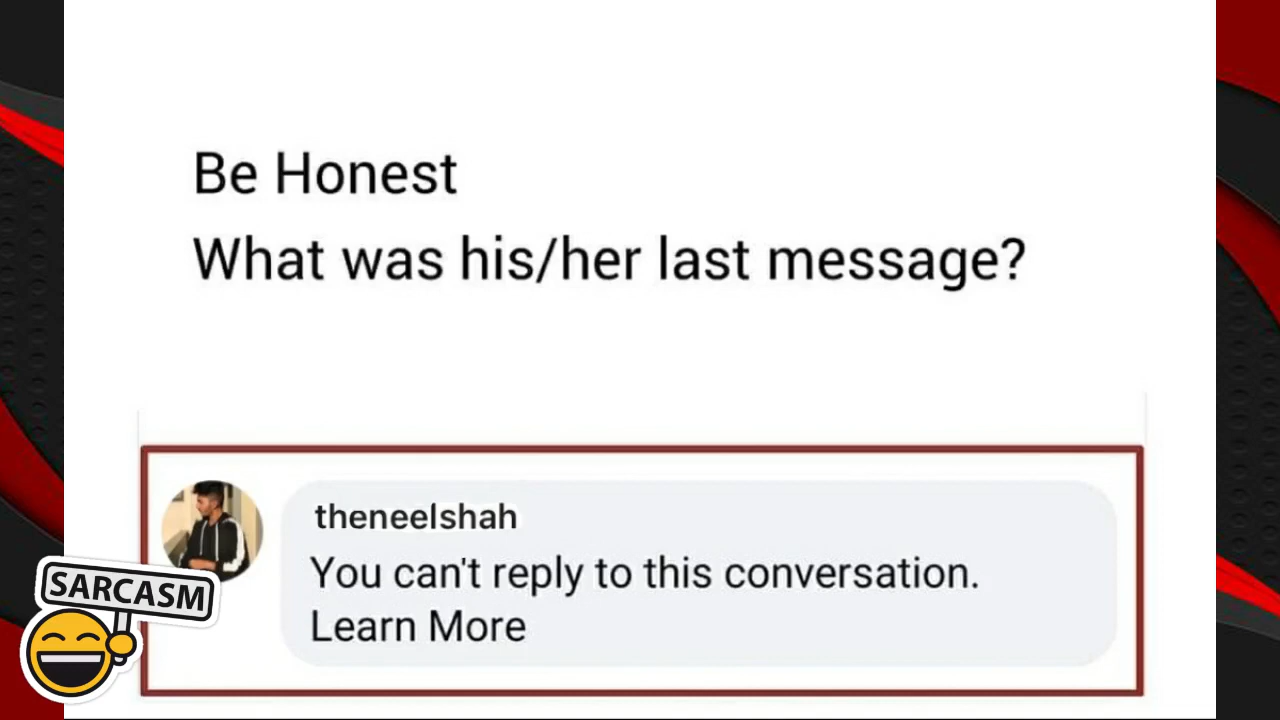 Be Honest
What was his/her last message?
theneelshah
You can't reply to this conversation.
Learn More
SARCASM